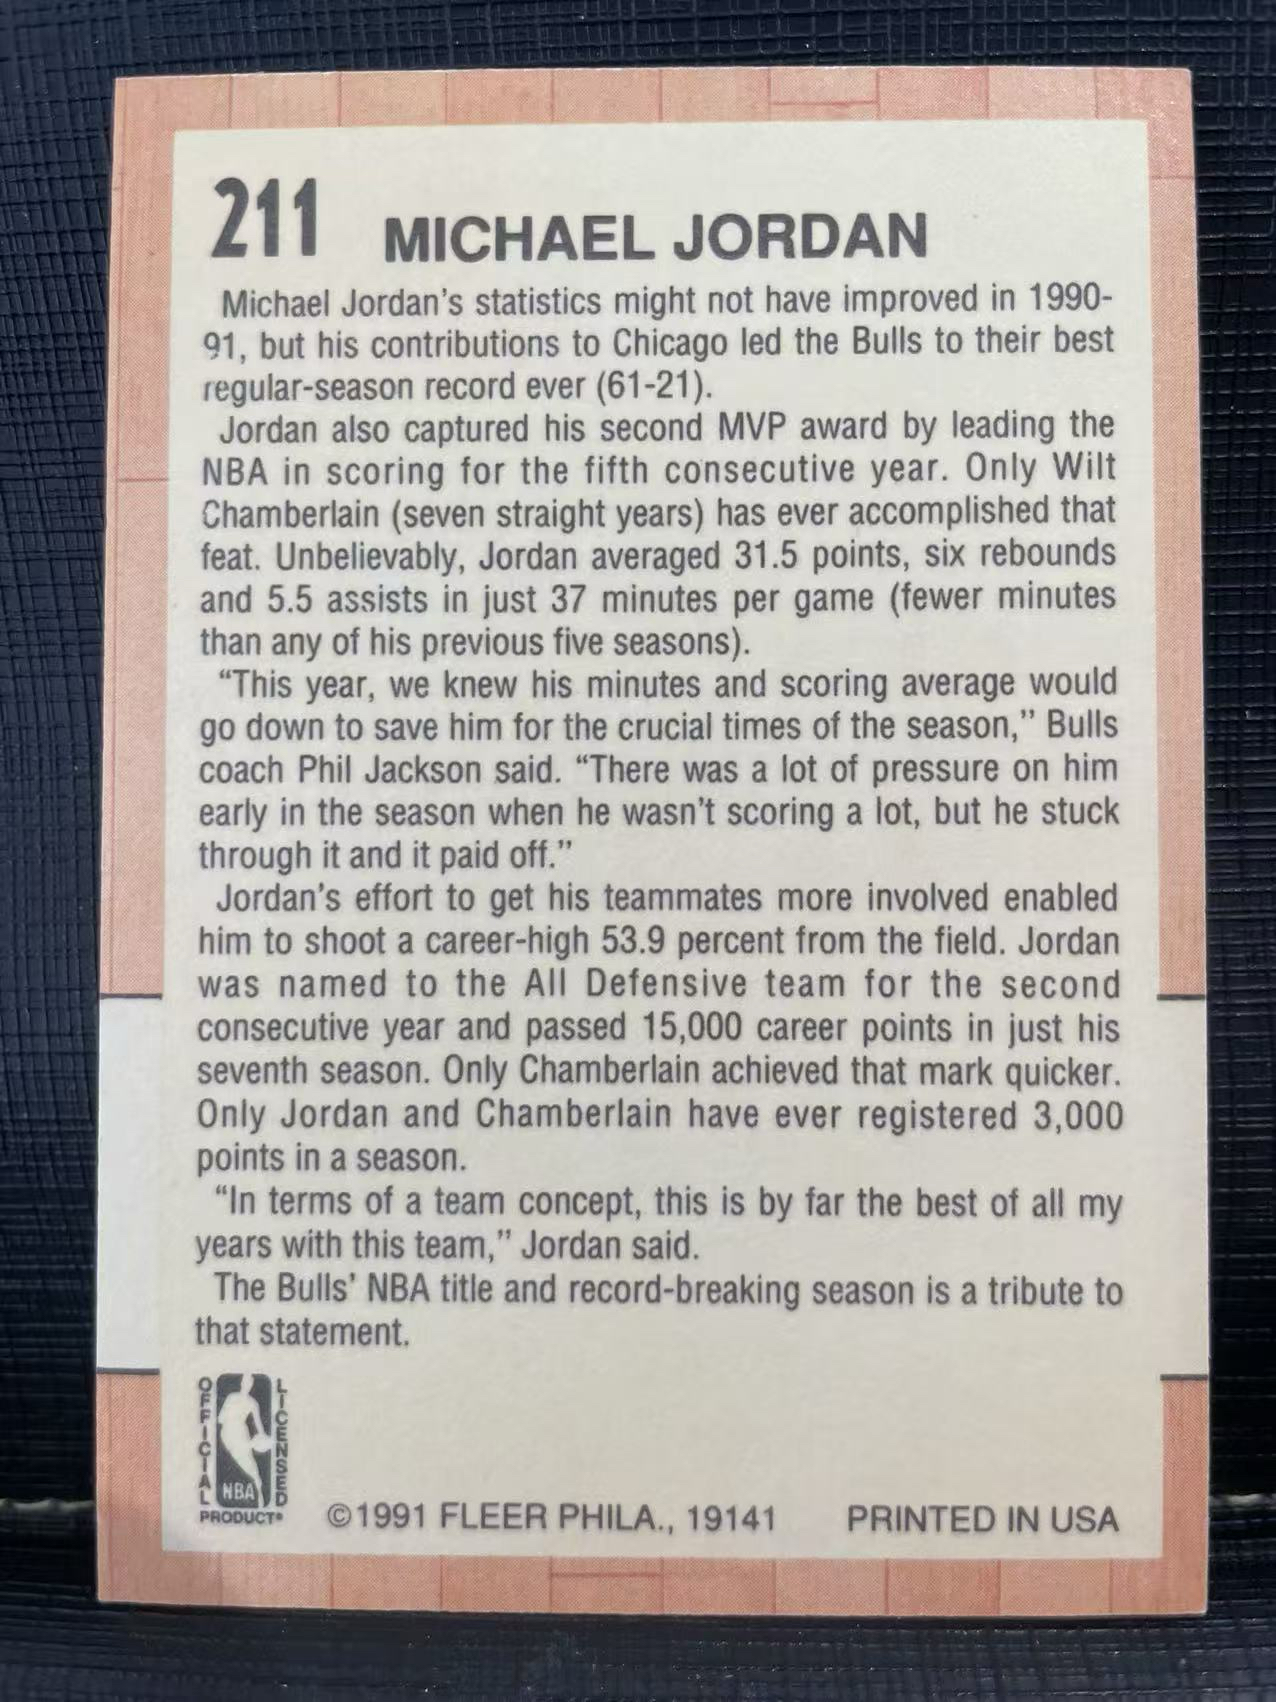 211 MICHAEL JORDAN
Michael Jordan's statistics might not have improved in 1990-
91, but his contributions to Chicago led the Bulls to their best
regular-season record ever (61-21).
Jordan also captured his second MVP award by leading the
NBA in scoring for the fifth consecutive year. Only Wilt
Chamberlain (seven straight years) has ever accomplished that
feat. Unbelievably, Jordan averaged 31.5 points, six rebounds
and 5.5 assists in just 37 minutes per game (fewer minutes
than any of his previous five seasons).
“This year, we knew his minutes and scoring average would
go down to save him for the crucial times of the season,” Bulls
coach Phil Jackson said. “There was a lot of pressure on him
early in the season when he wasn't scoring a lot, but he stuck
through it and it paid off.”
Jordan's effort to get his teammates more involved enabled
him to shoot a career-high 53.9 percent from the field. Jordan
was named to the All Defensive team for the second
consecutive year and passed 15,000 career points in just his
seventh season. Only Chamberlain achieved that mark quicker.
Only Jordan and Chamberlain have ever registered 3,000
points in a season.
“In terms of a team concept, this is by far the best of all my
years with this team,” Jordan said.
The Bulls' NBA title and record-breaking season is a tribute to
that statement.
OFFICIAL
LICENSED
NBA
PRODUCT®
©1991 FLEER PHILA., 19141 PRINTED IN USA